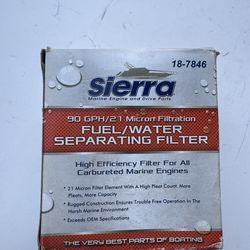 18-7846
Sierra
Marine Engine and Drive Parts
90 GPH/21 Micron Filtration
FUEL/WATER
SEPARATING FILTER
High Efficiency Filter For All
Carbureted Marine Engines
• 21 Micron Filter Element With A High Pleat Count. More
Pleats, More Capacity
• Rugged Construction Ensures Trouble Free Operation In The
Harsh Marine Environment
• Exceeds OEM Specifications
THE VERY BEST PARTS OF BOATING